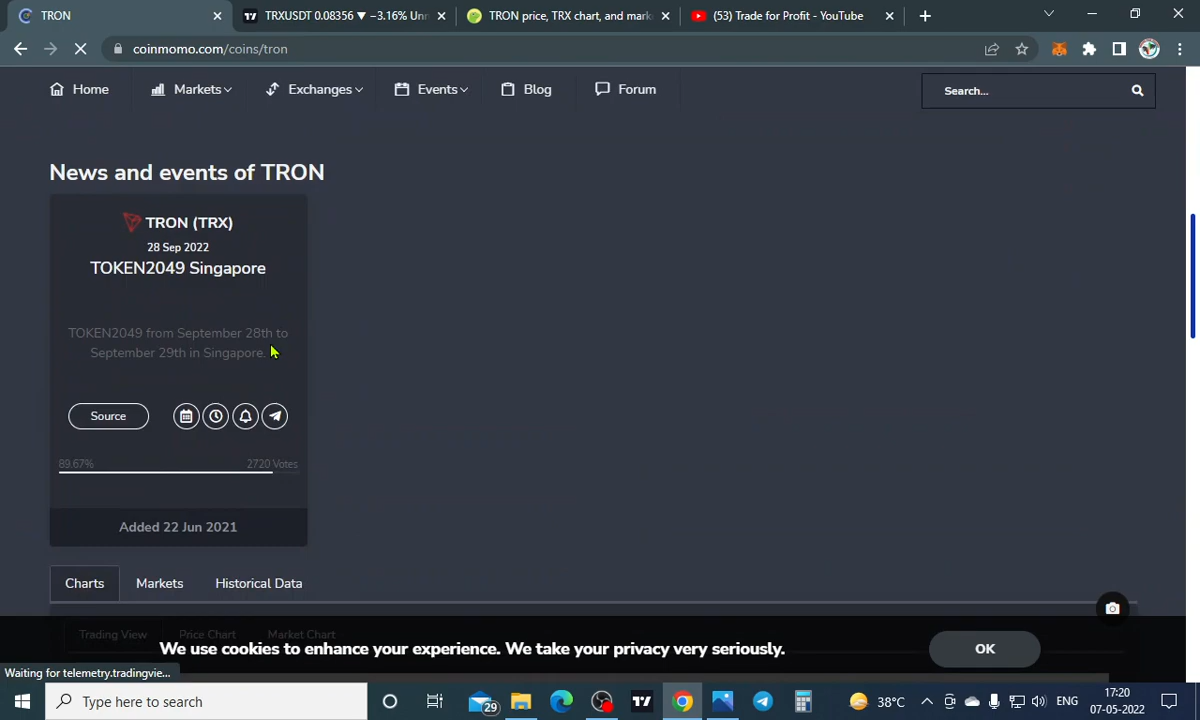 TRON
TRXUSDT 0.08356 ▼ −3.16% Unn
TRON price, TRX chart, and mark
(53) Trade for Profit - YouTube
coinmomo.com/coins/tron
Home
Markets
Exchanges
Events
Blog
Forum
Search...
News and events of TRON
TRON (TRX)
28 Sep 2022
TOKEN2049 Singapore
TOKEN2049 from September 28th to
September 29th in Singapore.
Source
89.67% 2720 Votes
Added 22 Jun 2021
Charts
Markets
Historical Data
Trading View
Price Chart
Market Chart
We use cookies to enhance your experience. We take your privacy very seriously.
OK
Waiting for telemetry.tradingvie...
Type here to search
29
38°C
ENG
17:20
07-05-2022